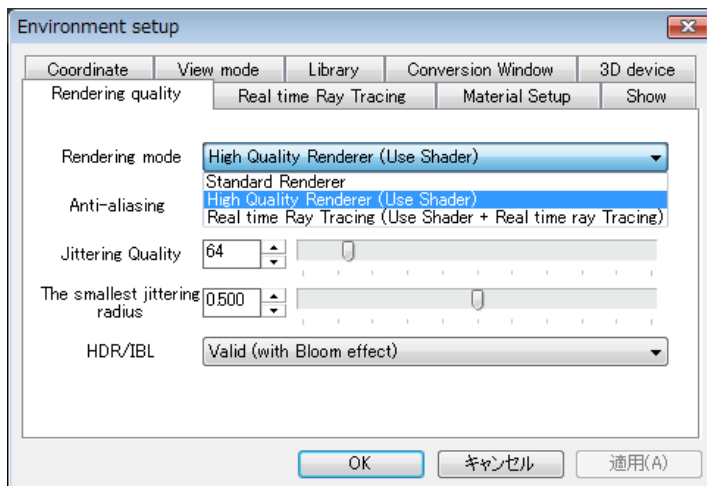 Environment setup
Coordinate View mode Library Conversion Window 3D device
Rendering quality Real time Ray Tracing Material Setup Show
Rendering mode High Quality Renderer (Use Shader)
Standard Renderer
High Quality Renderer (Use Shader)
Anti-aliasing
Real time Ray Tracing (Use Shader + Real time ray Tracing)
Jittering Quality 64
The smallest jittering radius 0.500
HDR/IBL Valid (with Bloom effect)
OK キャンセル 適用(A)